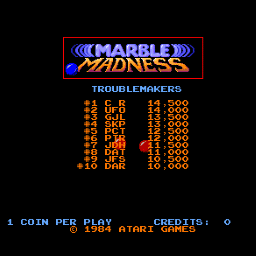 MARBLE
MADNESS
TROUBLEMAKERS
#1 C R 14,500
#2 UFO 14,000
#3 GJL 13,500
#4 SKP 13,000
#5 PCT 12,500
#6 PTR 12,000
#7 JDH 11,500
#8 DAT 11,000
#9 JFS 10,500
#10 DAR 10,000
1 COIN PER PLAY CREDITS: 0
© 1984 ATARI GAMES